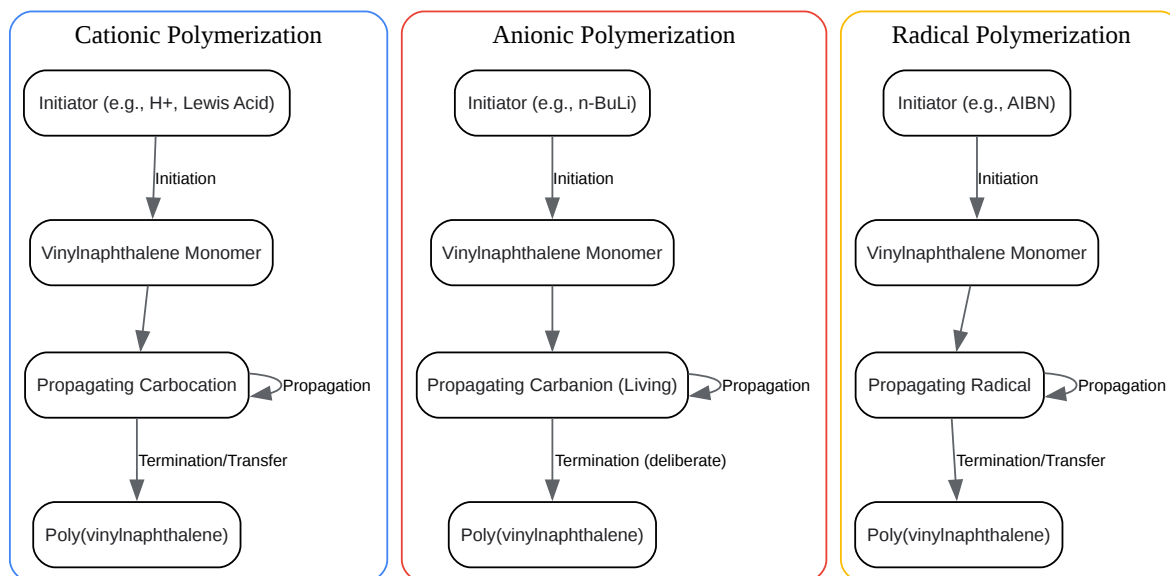 Cationic Polymerization
Initiator (e.g., H+, Lewis Acid)
Initiation
Vinylnaphthalene Monomer
Propagating Carbocation
Propagation
Termination/Transfer
Poly(vinylnaphthalene)
Anionic Polymerization
Initiator (e.g., n-BuLi)
Initiation
Vinylnaphthalene Monomer
Propagating Carbanion (Living)
Propagation
Termination (deliberate)
Poly(vinylnaphthalene)
Radical Polymerization
Initiator (e.g., AIBN)
Initiation
Vinylnaphthalene Monomer
Propagating Radical
Propagation
Termination/Transfer
Poly(vinylnaphthalene)